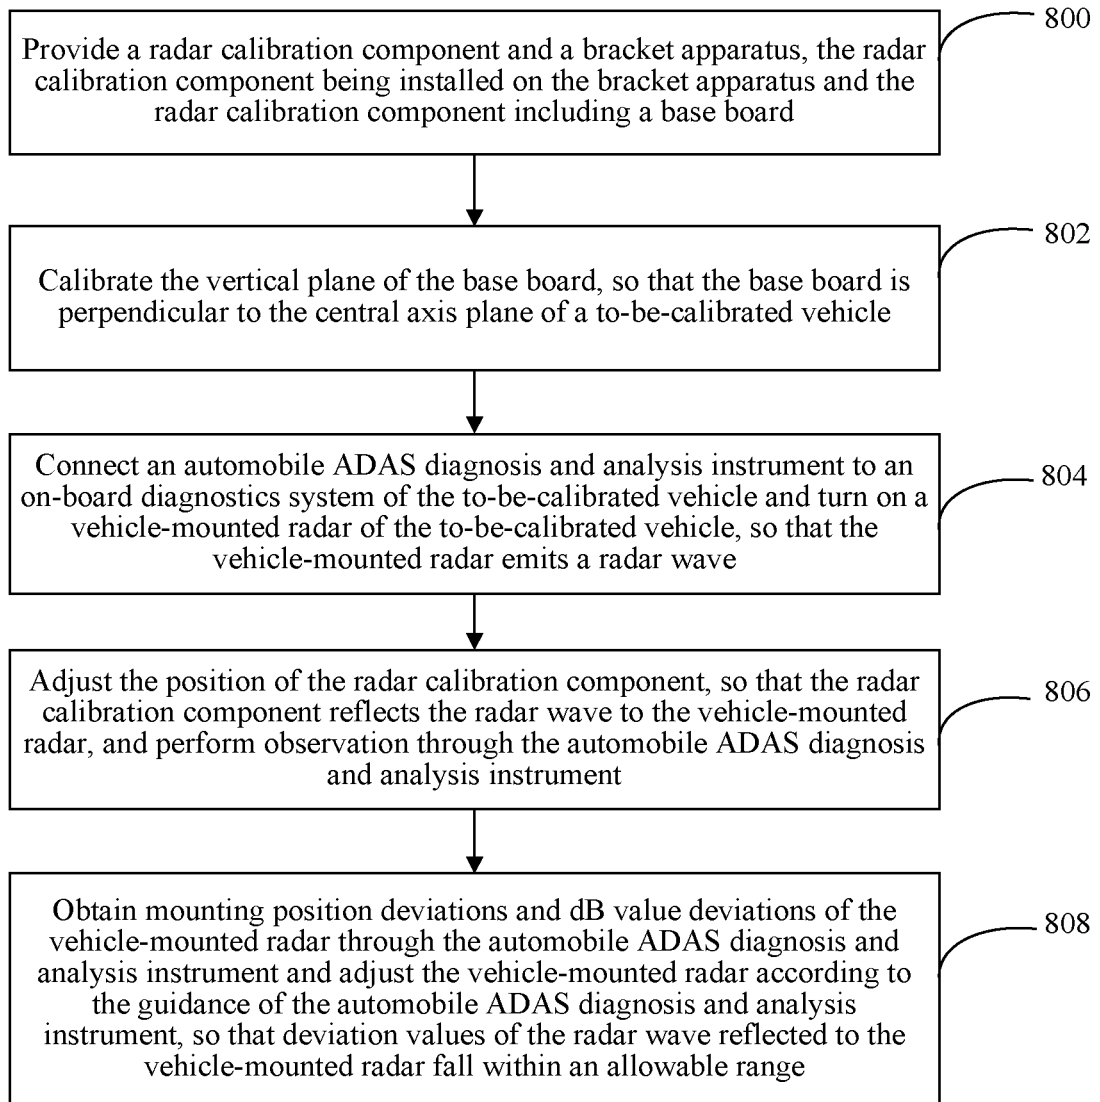 800
Provide a radar calibration component and a bracket apparatus, the radar
calibration component being installed on the bracket apparatus and the
radar calibration component including a base board
802
Calibrate the vertical plane of the base board, so that the base board is
perpendicular to the central axis plane of a to-be-calibrated vehicle
804
Connect an automobile ADAS diagnosis and analysis instrument to an
on-board diagnostics system of the to-be-calibrated vehicle and turn on a
vehicle-mounted radar of the to-be-calibrated vehicle, so that the
vehicle-mounted radar emits a radar wave
806
Adjust the position of the radar calibration component, so that the radar
calibration component reflects the radar wave to the vehicle-mounted
radar, and perform observation through the automobile ADAS diagnosis
and analysis instrument
808
Obtain mounting position deviations and dB value deviations of the
vehicle-mounted radar through the automobile ADAS diagnosis and
analysis instrument and adjust the vehicle-mounted radar according to
the guidance of the automobile ADAS diagnosis and analysis
instrument, so that deviation values of the radar wave reflected to the
vehicle-mounted radar fall within an allowable range